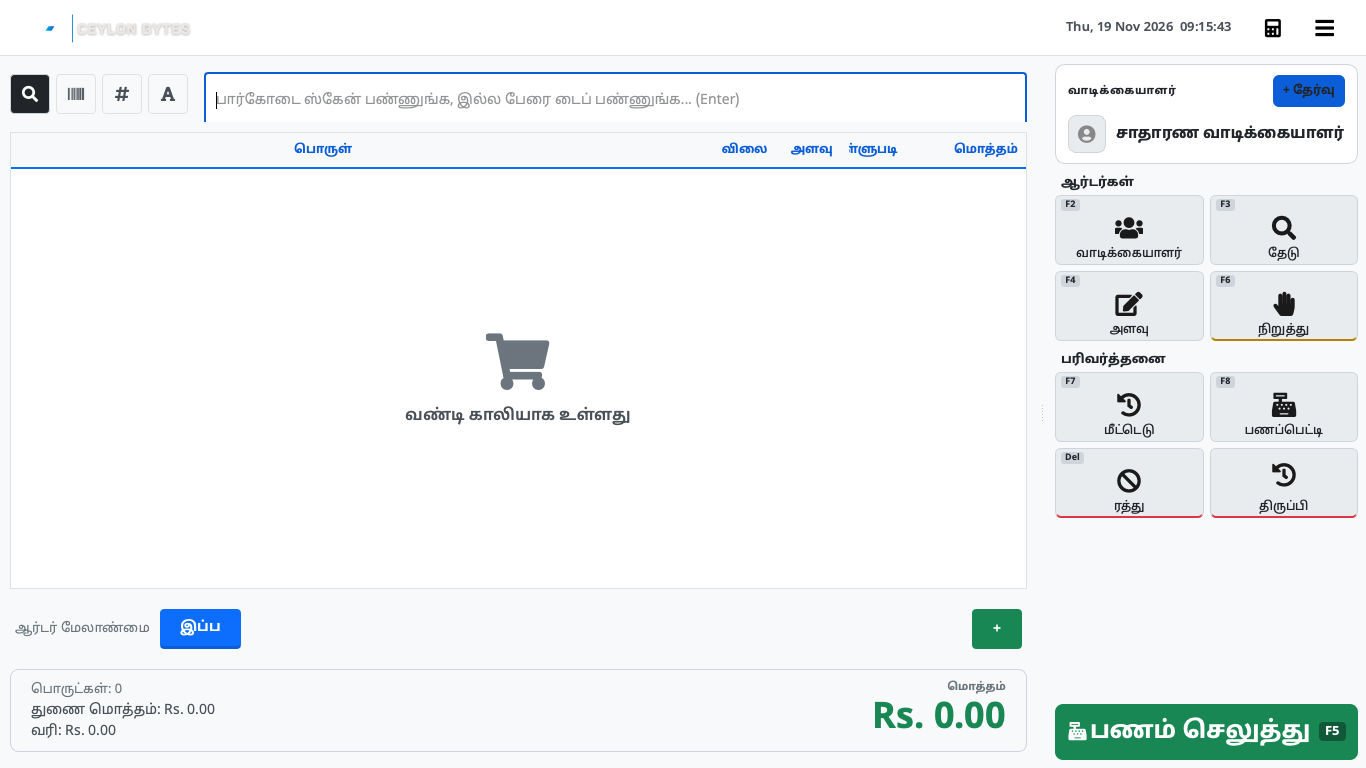 CEYLON BYTES
Thu, 19 Nov 2026 09:15:43
#
A
பார்கோடை ஸ்கேன் பண்ணுங்க, இல்ல பேரை டைப் பண்ணுங்க... (Enter)
பொருள் விலை அளவு மொத்தம்
வண்டி காலியாக உள்ளது
ஆர்டர் மேலாண்மை இப்ப +
பொருட்கள்: 0
துணை மொத்தம்: Rs. 0.00
வரி: Rs. 0.00
மொத்தம்
Rs. 0.00
வாடிக்கையாளர் + தேர்வு
சாதாரண வாடிக்கையாளர்
ஆர்டர்கள்
F2 வாடிக்கையாளர்
F3 தேடு
F4 அளவு
F6 நிறுத்து
பரிவர்த்தனை
F7 மீட்டெடு
F8 பணப்பெட்டி
Del ரத்து
திருப்பி
பணம் செலுத்து F5